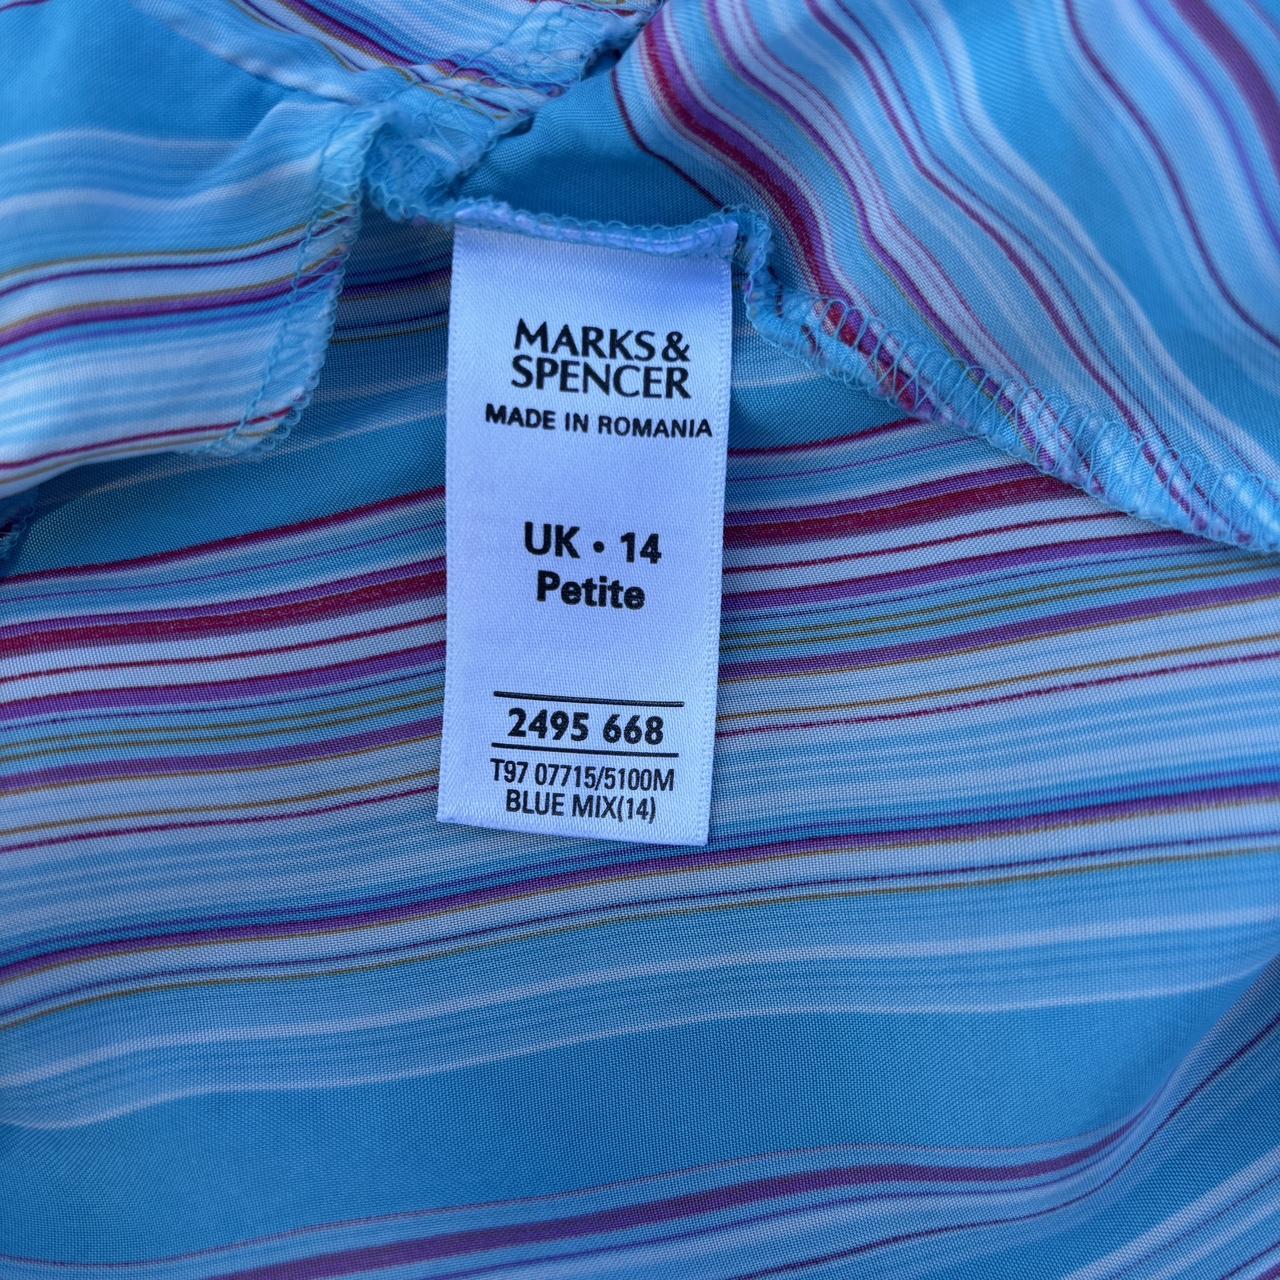 MARKS &
SPENCER
MADE IN ROMANIA
UK • 14
Petite
2495 668
T97 07715/5100M
BLUE MIX(14)